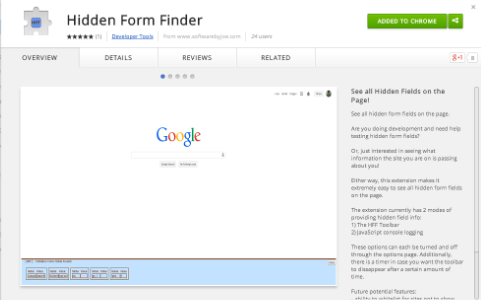 Hidden Form Finder
★★★★★ (1) Developer Tools from www.softwarebyjoe.com 24 users
ADDED TO CHROME
OVERVIEW DETAILS REVIEWS RELATED
g+1 8
Google
See all Hidden Fields on the
Page!
See all hidden form fields on the page.
Are you doing development and need help
testing hidden form fields?
Or, just interested in seeing what
information the site you are on is passing
about you!
Either way, this extension makes it
extremely easy to see all hidden form fields
on the page.
The extension currently has 2 modes of
providing hidden field info:
1) The HFF Toolbar
2) JavaScript console logging
These options can each be turned and off
through the options page. Additionally,
there is a timer in case you want the toolbar
to dissappear after a certain amount of
time.
Future potential features: